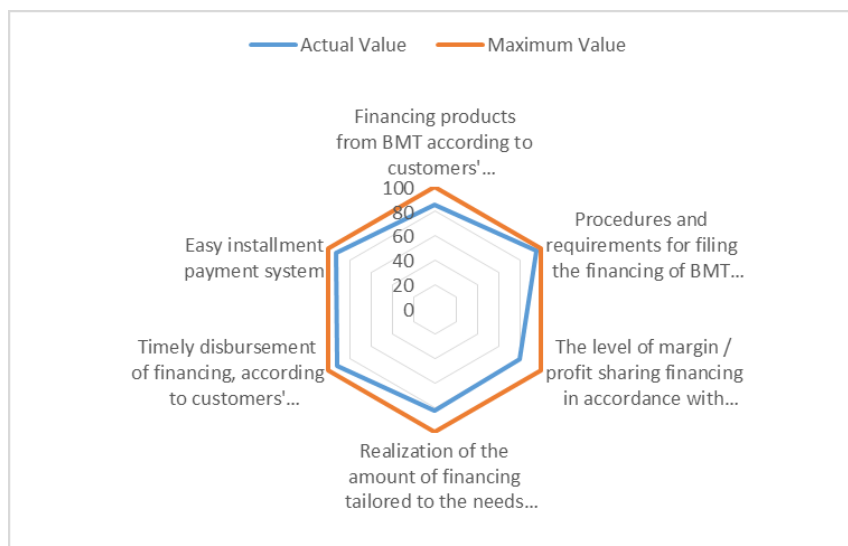 Actual Value
Maximum Value
Financing products
from BMT according to
customers'...
100
80
60
40
20
0
Procedures and
requirements for filing
the financing of BMT...
The level of margin /
profit sharing financing
in accordance with...
Realization of the
amount of financing
tailored to the needs...
Timely disbursement
of financing, according
to customers'...
Easy installment
payment system